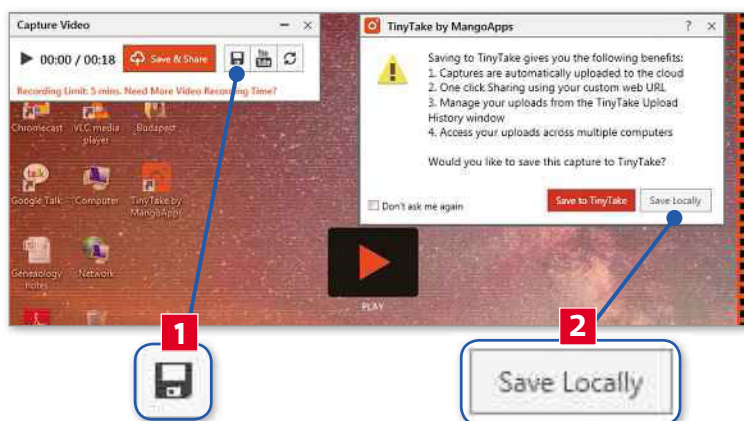 Capture Video
00:00 / 00:18 Save & Share You Tube
Recording Limit: 5 mins. Need More Video Recording Time?
Chromecast VLC media player Budapest
Google Talk Computer TinyTake by MangoApps
Geneaology notes Network
TinyTake by MangoApps ?
Saving to TinyTake gives you the following benefits:
1. Captures are automatically uploaded to the cloud
2. One click Sharing using your custom web URL
3. Manage your uploads from the TinyTake Upload
History window
4. Access your uploads across multiple computers
Would you like to save this capture to TinyTake?
Don't ask me again Save to TinyTake Save Locally
PLAY
1
2
Save Locally